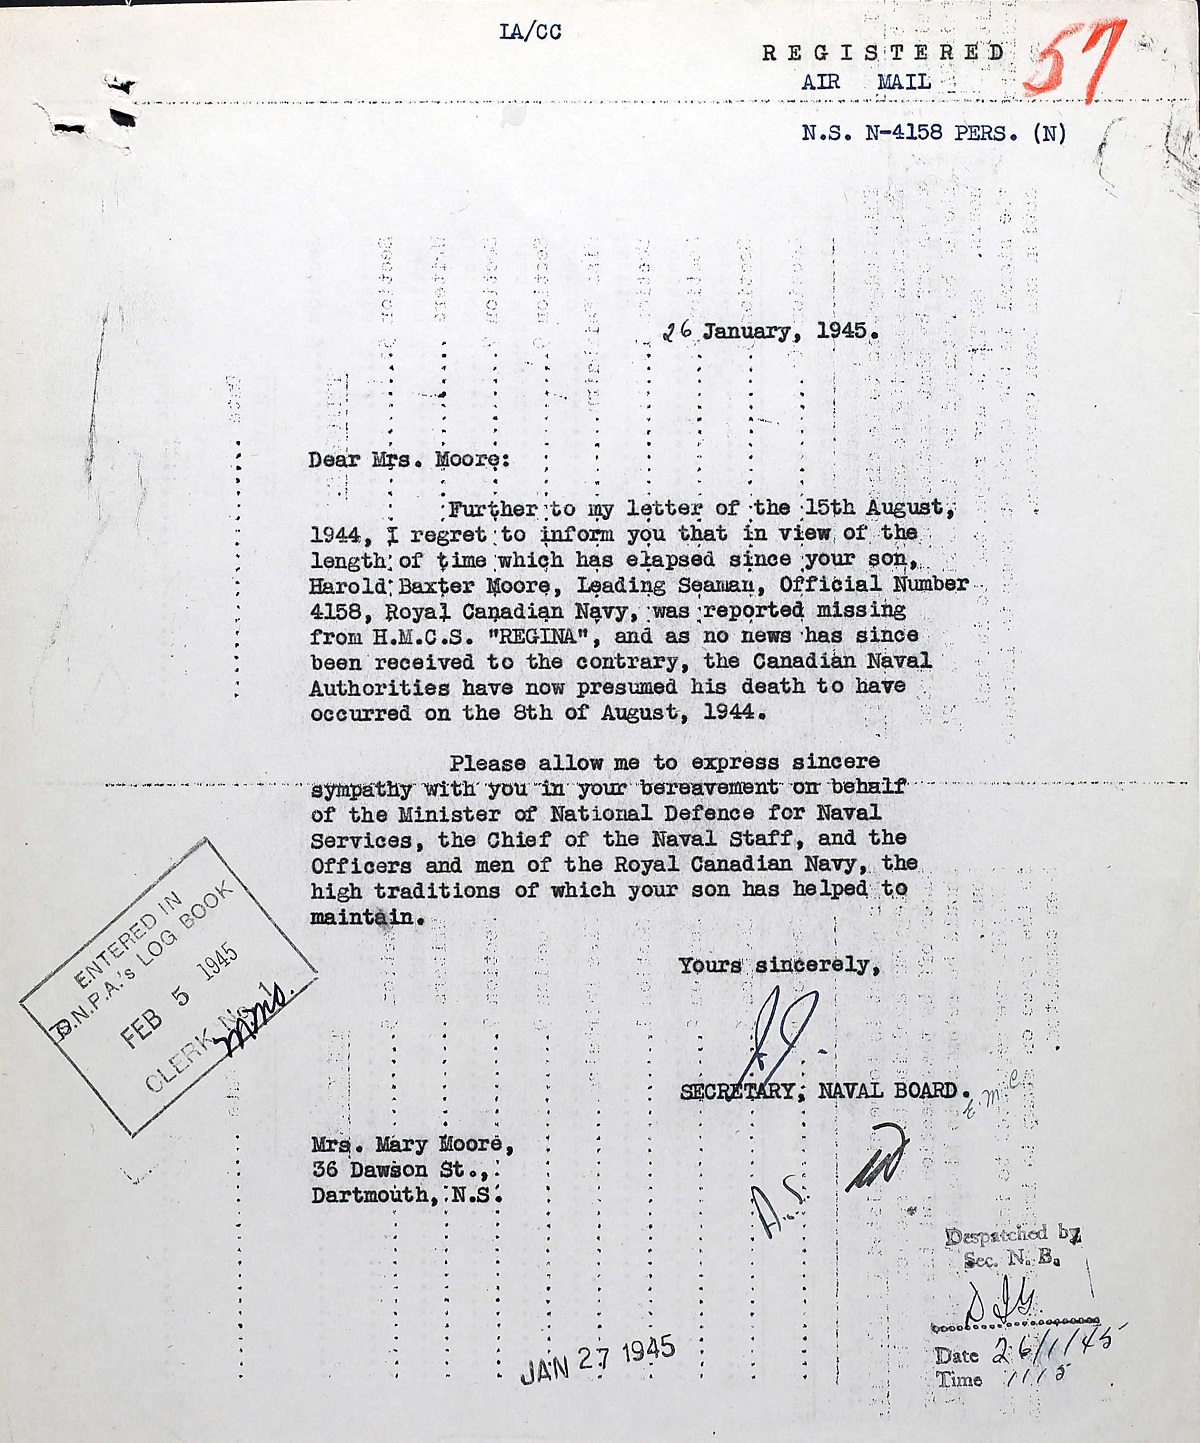 IA/CC
REGISTERED
57
AIR MAIL
N.S. N-4158 PERS. (N)
26 January, 1945.
Dear Mrs. Moore:
Further to my letter of the 15th August,
1944, I regret to inform you that in view of the
length of time which has elapsed since your son,
Harold Baxter Moore, Leading Seaman, Official Number
4158, Royal Canadian Navy, was reported missing
from H.M.C.S. "REGINA", and as no news has since
been received to the contrary, the Canadian Naval
Authorities have now presumed his death to have
occurred on the 8th of August, 1944.
Please allow me to express sincere
sympathy with you in your bereavement on behalf
of the Minister of National Defence for Naval
Services, the Chief of the Naval Staff, and the
Officers and men of the Royal Canadian Navy, the
high traditions of which your son has helped to
maintain.
Yours sincerely,
SECRETARY, NAVAL BOARD.
E.M.C.
ENTERED IN
D.N.P.A.'s LOG BOOK
FEB 5 1945
CLERK No. 1
Mrs. Mary Moore,
36 Dawson St.,
Dartmouth, N.S.
Despatched by
Sec. N. B.
Date 26/1/45
Time 1115
JAN 27 1945